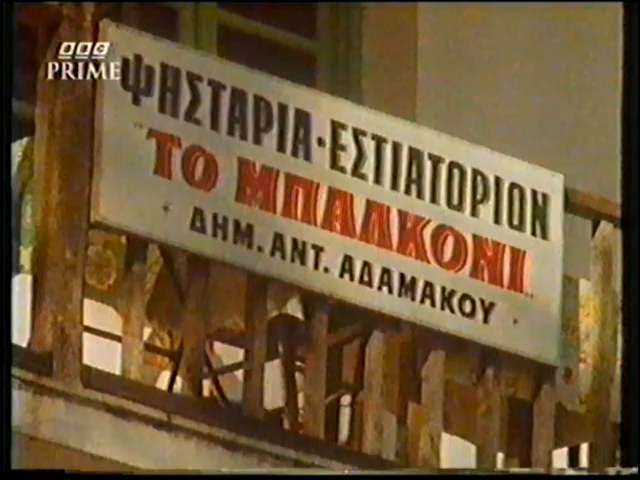 BBC
PRIME
ΨΗΣΤΑΡΙΑ · ΕΣΤΙΑΤΟΡΙΟΝ
"ΤΟ ΜΠΑΛΚΟΝΙ"
ΔΗΜ. ΑΝΤ. ΑΔΑΜΑΚΟΥ